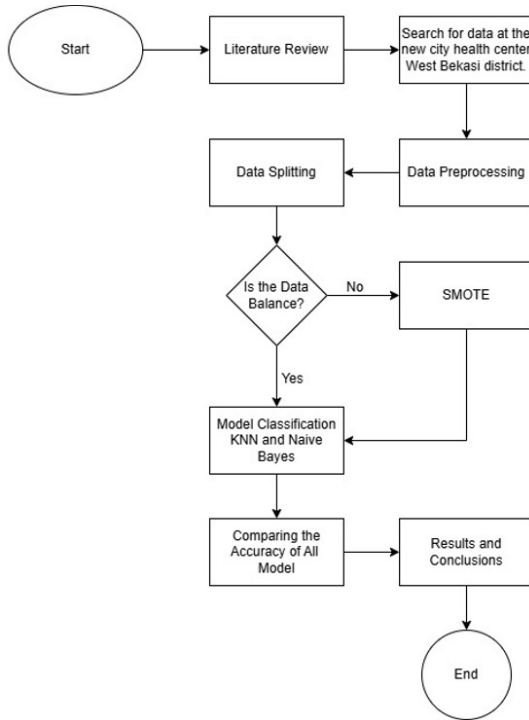 Start
Literature Review
Search for data at the
new city health center
West Bekasi district.
Data Splitting
Data Preprocessing
Is the Data
Balance?
No
SMOTE
Yes
Model Classification
KNN and Naive
Bayes
Comparing the
Accuracy of All
Model
Results and
Conclusions
End